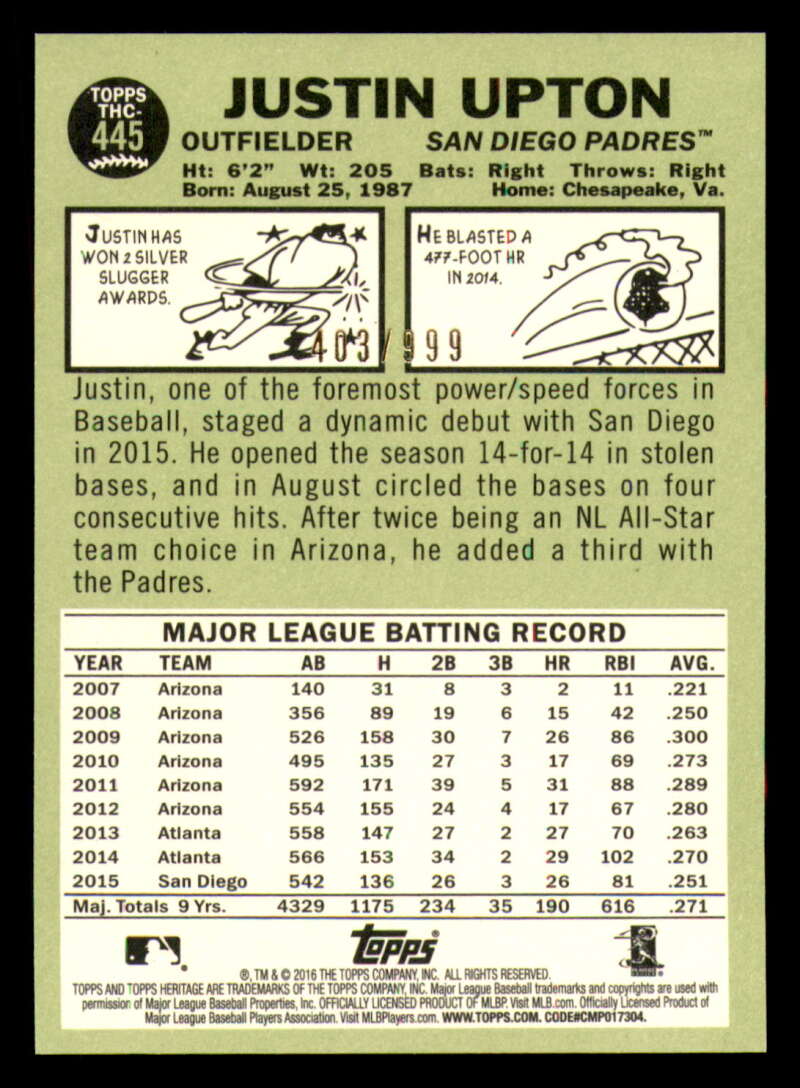 TOPPS
THC-
445
JUSTIN UPTON
OUTFIELDER SAN DIEGO PADRES™
Ht: 6'2" Wt: 205 Bats: Right Throws: Right
Born: August 25, 1987 Home: Chesapeake, Va.
JUSTIN HAS
WON 2 SILVER
SLUGGER
AWARDS.
HE BLASTED A
477-FOOT HR
IN 2014.
403/999
Justin, one of the foremost power/speed forces in
Baseball, staged a dynamic debut with San Diego
in 2015. He opened the season 14-for-14 in stolen
bases, and in August circled the bases on four
consecutive hits. After twice being an NL All-Star
team choice in Arizona, he added a third with
the Padres.
MAJOR LEAGUE BATTING RECORD
YEAR TEAM AB H 2B 3B HR RBI AVG.
2007 Arizona 140 31 8 3 2 11 .221
2008 Arizona 356 89 19 6 15 42 .250
2009 Arizona 526 158 30 7 26 86 .300
2010 Arizona 495 135 27 3 17 69 .273
2011 Arizona 592 171 39 5 31 88 .289
2012 Arizona 554 155 24 4 17 67 .280
2013 Atlanta 558 147 27 2 27 70 .263
2014 Atlanta 566 153 34 2 29 102 .270
2015 San Diego 542 136 26 3 26 81 .251
Maj. Totals 9 Yrs. 4329 1175 234 35 190 616 .271
topps®
®, TM & © 2016 THE TOPPS COMPANY, INC. ALL RIGHTS RESERVED.
TOPPS AND TOPPS HERITAGE ARE TRADEMARKS OF THE TOPPS COMPANY, INC. Major League Baseball trademarks and copyrights are used with
permission of Major League Baseball Properties, Inc. OFFICIALLY LICENSED PRODUCT OF MLBP. Visit MLB.com. Officially Licensed Product of
Major League Baseball Players Association. Visit MLBPlayers.com. WWW.TOPPS.COM. CODE#CMP017304.